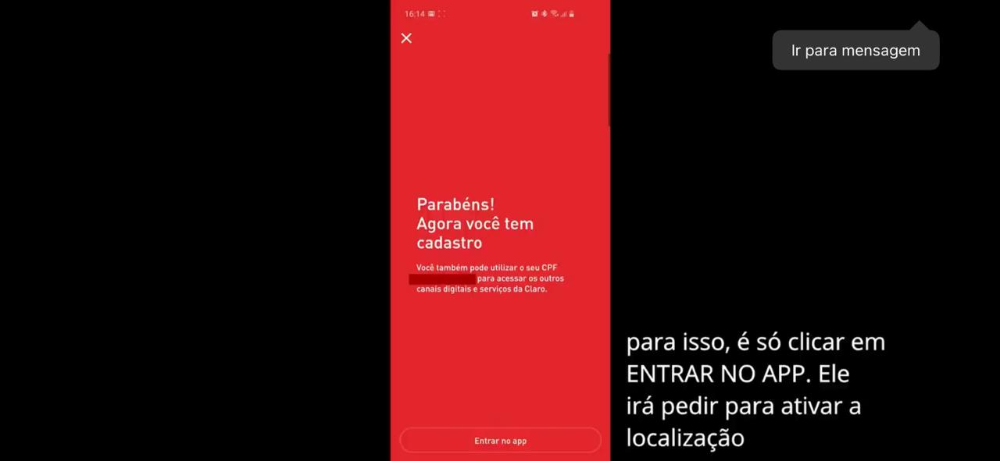 16:14
Ir para mensagem
Parabéns!
Agora você tem
cadastro
Você também pode utilizar o seu CPF
para acessar os outros
canais digitais e serviços da Claro.
para isso, é só clicar em
ENTRAR NO APP. Ele
irá pedir para ativar a
localização
Entrar no app